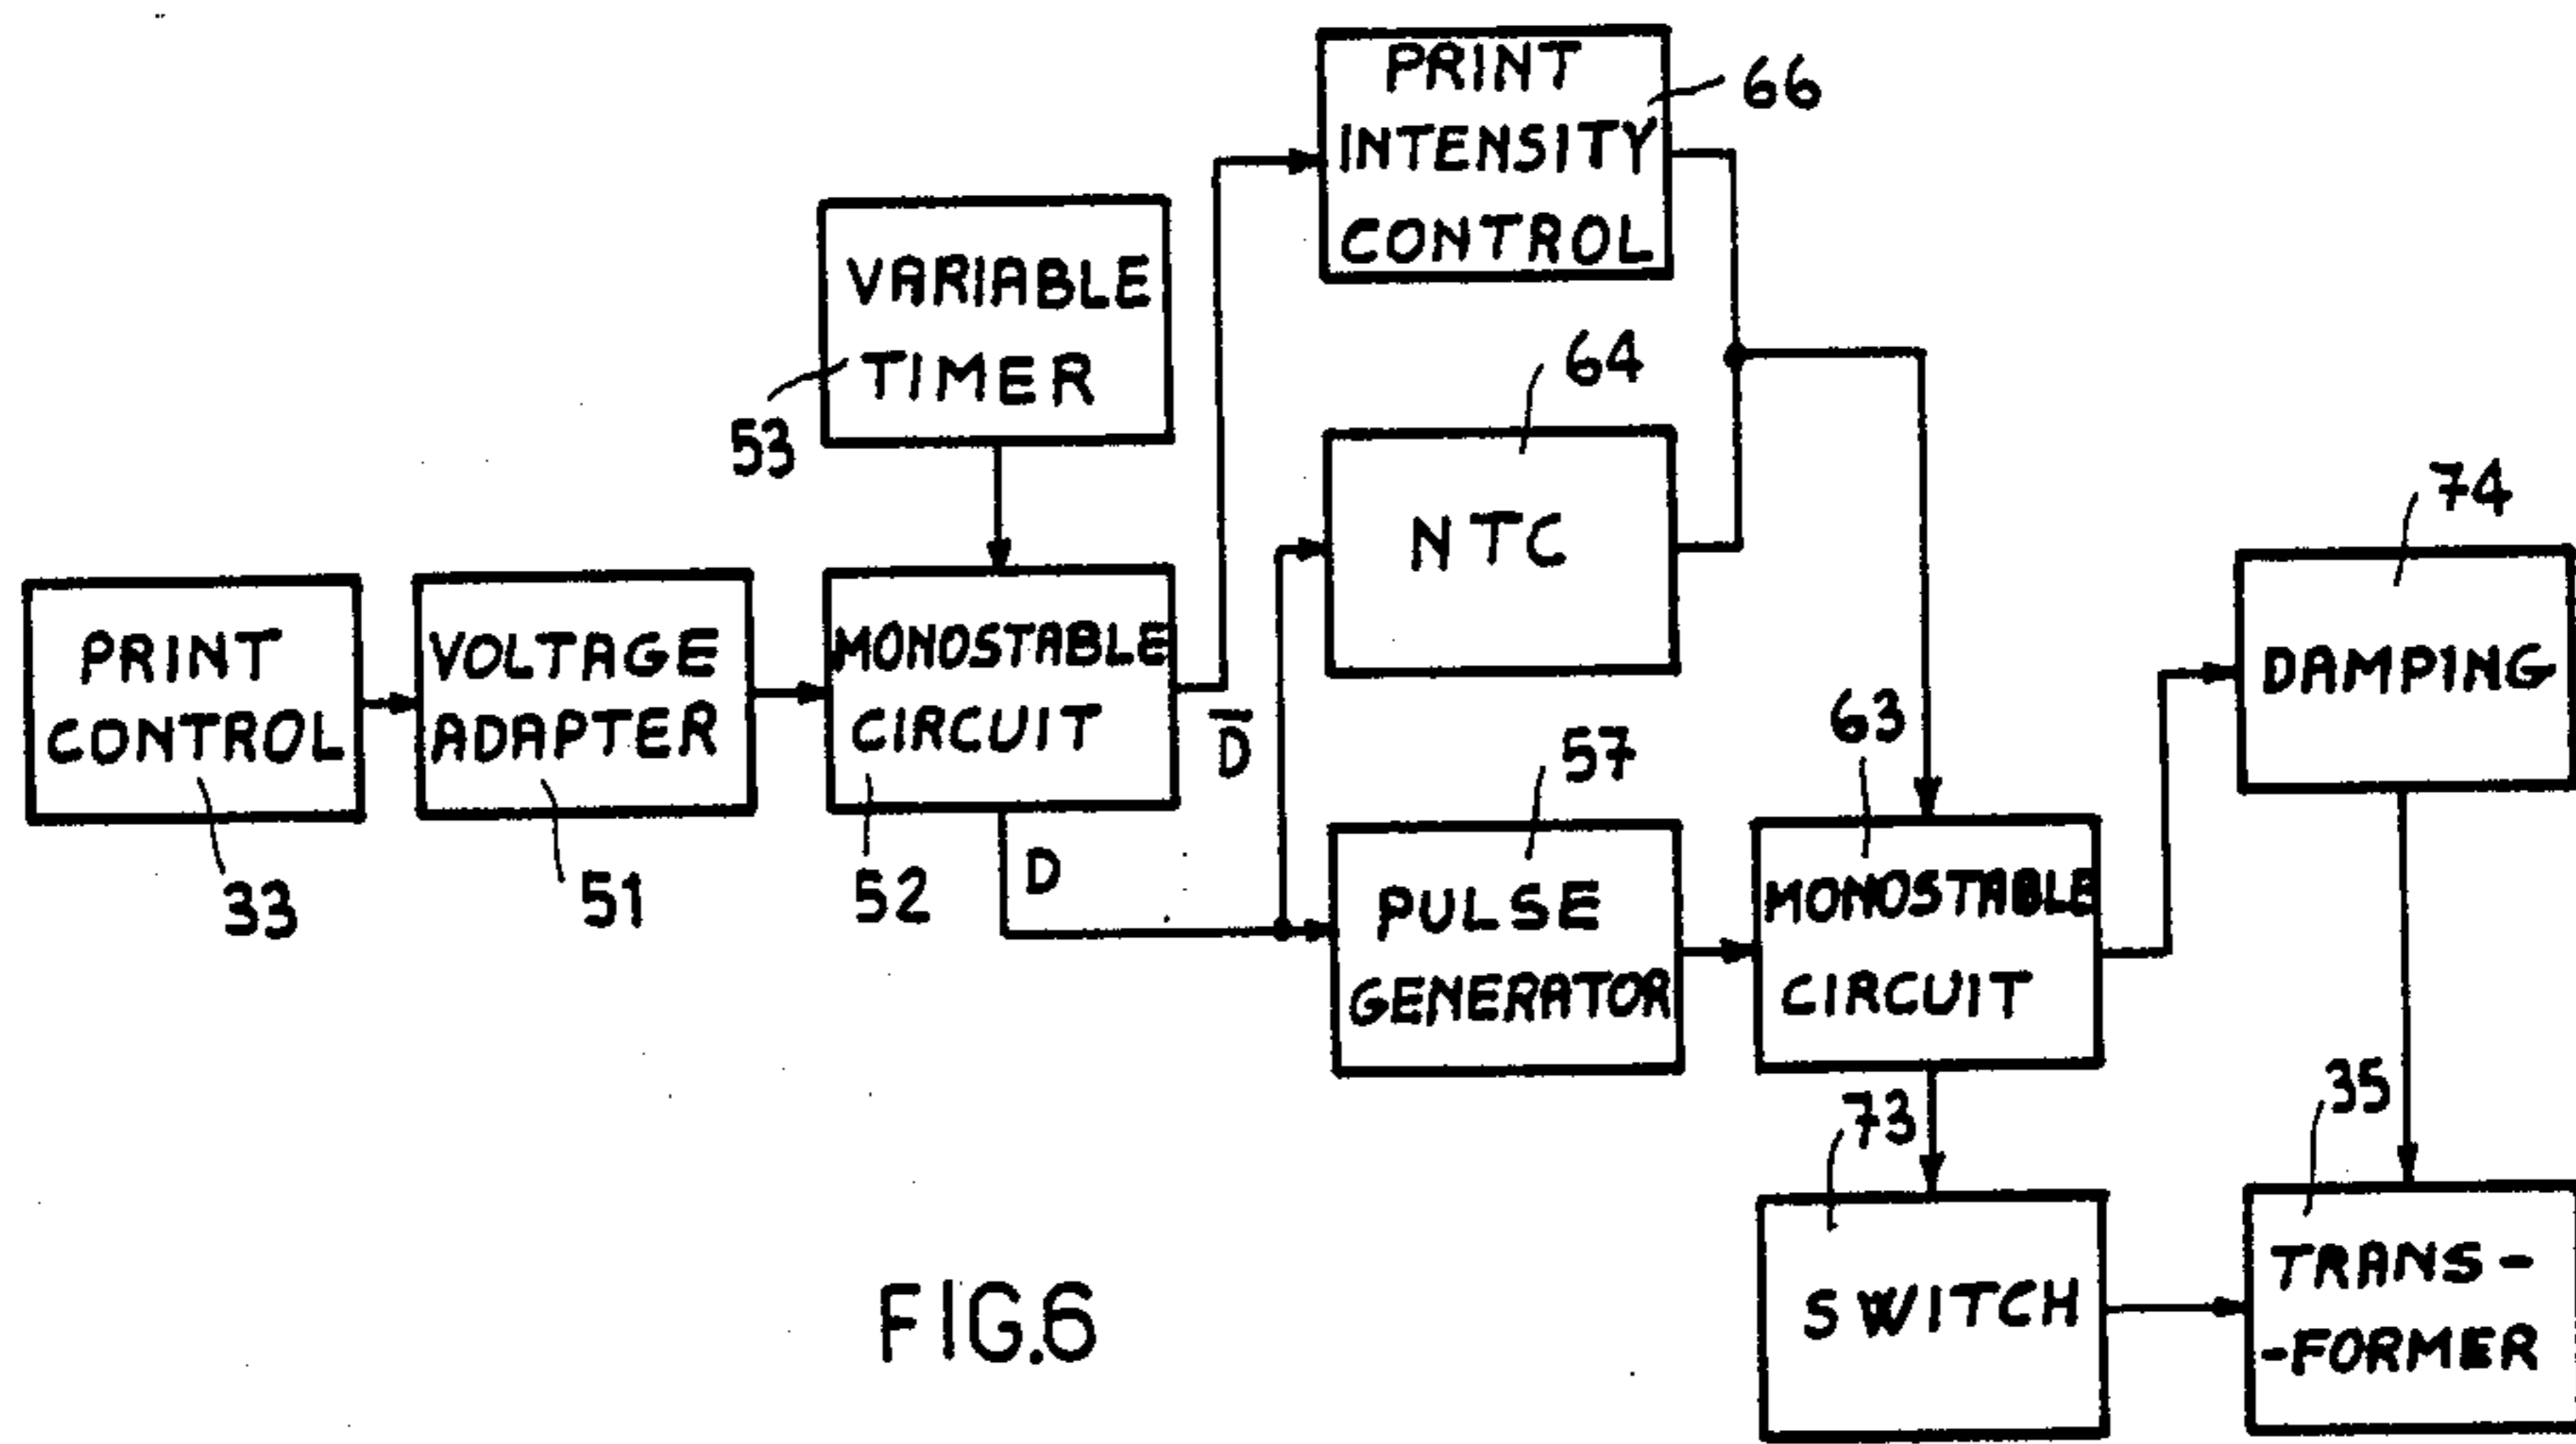 PRINT
INTENSITY
CONTROL
66
VARIABLE
TIMER
53
64
NTC
74
DAMPING
PRINT
CONTROL
33
VOLTAGE
ADAPTER
51
MONOSTABLE
CIRCUIT
52
D̅
D
57
PULSE
GENERATOR
63
MONOSTABLE
CIRCUIT
73
SWITCH
35
TRANS-
-FORMER
FIG.6